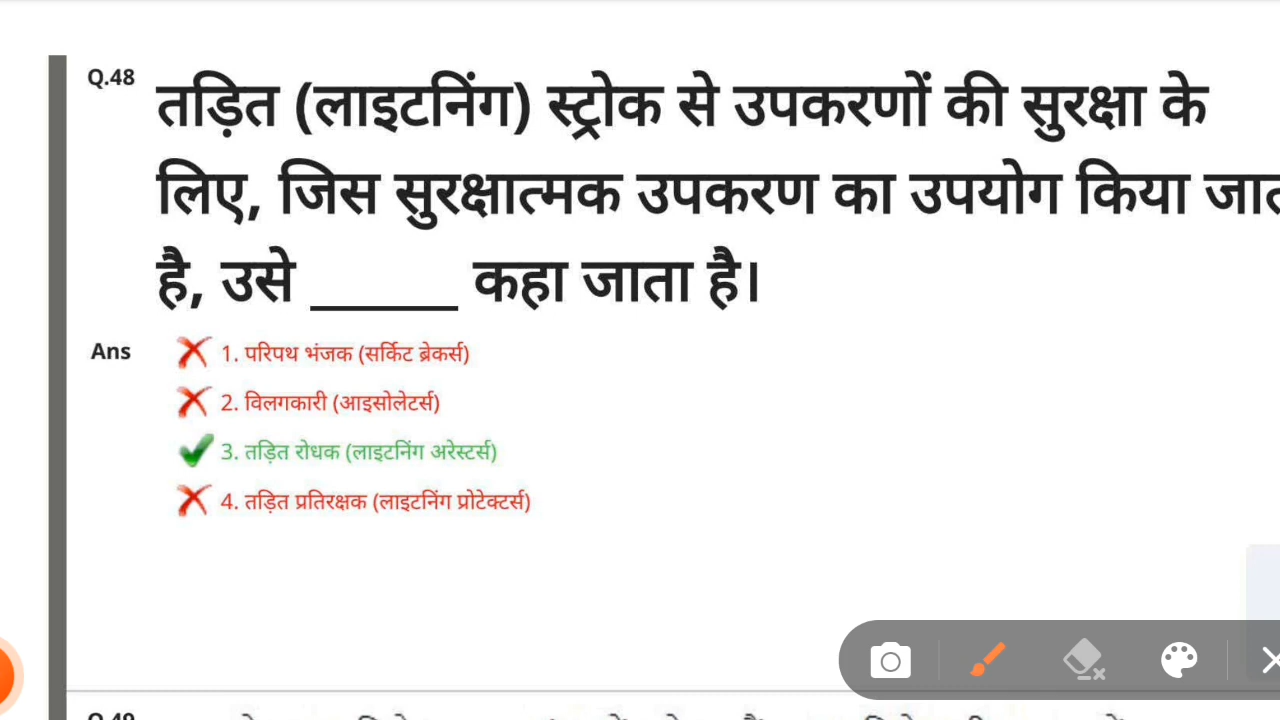 Q.48
तड़ित (लाइटनिंग) स्ट्रोक से उपकरणों की सुरक्षा के
लिए, जिस सुरक्षात्मक उपकरण का उपयोग किया
है, उसे ______ कहा जाता है।
Ans
1. परिपथ भंजक (सर्किट ब्रेकर्स)
2. विलगकारी (आइसोलेटर्स)
3. तड़ित रोधक (लाइटनिंग अरेस्टर्स)
4. तड़ित प्रतिरक्षक (लाइटनिंग प्रोटेक्टर्स)
Q.49